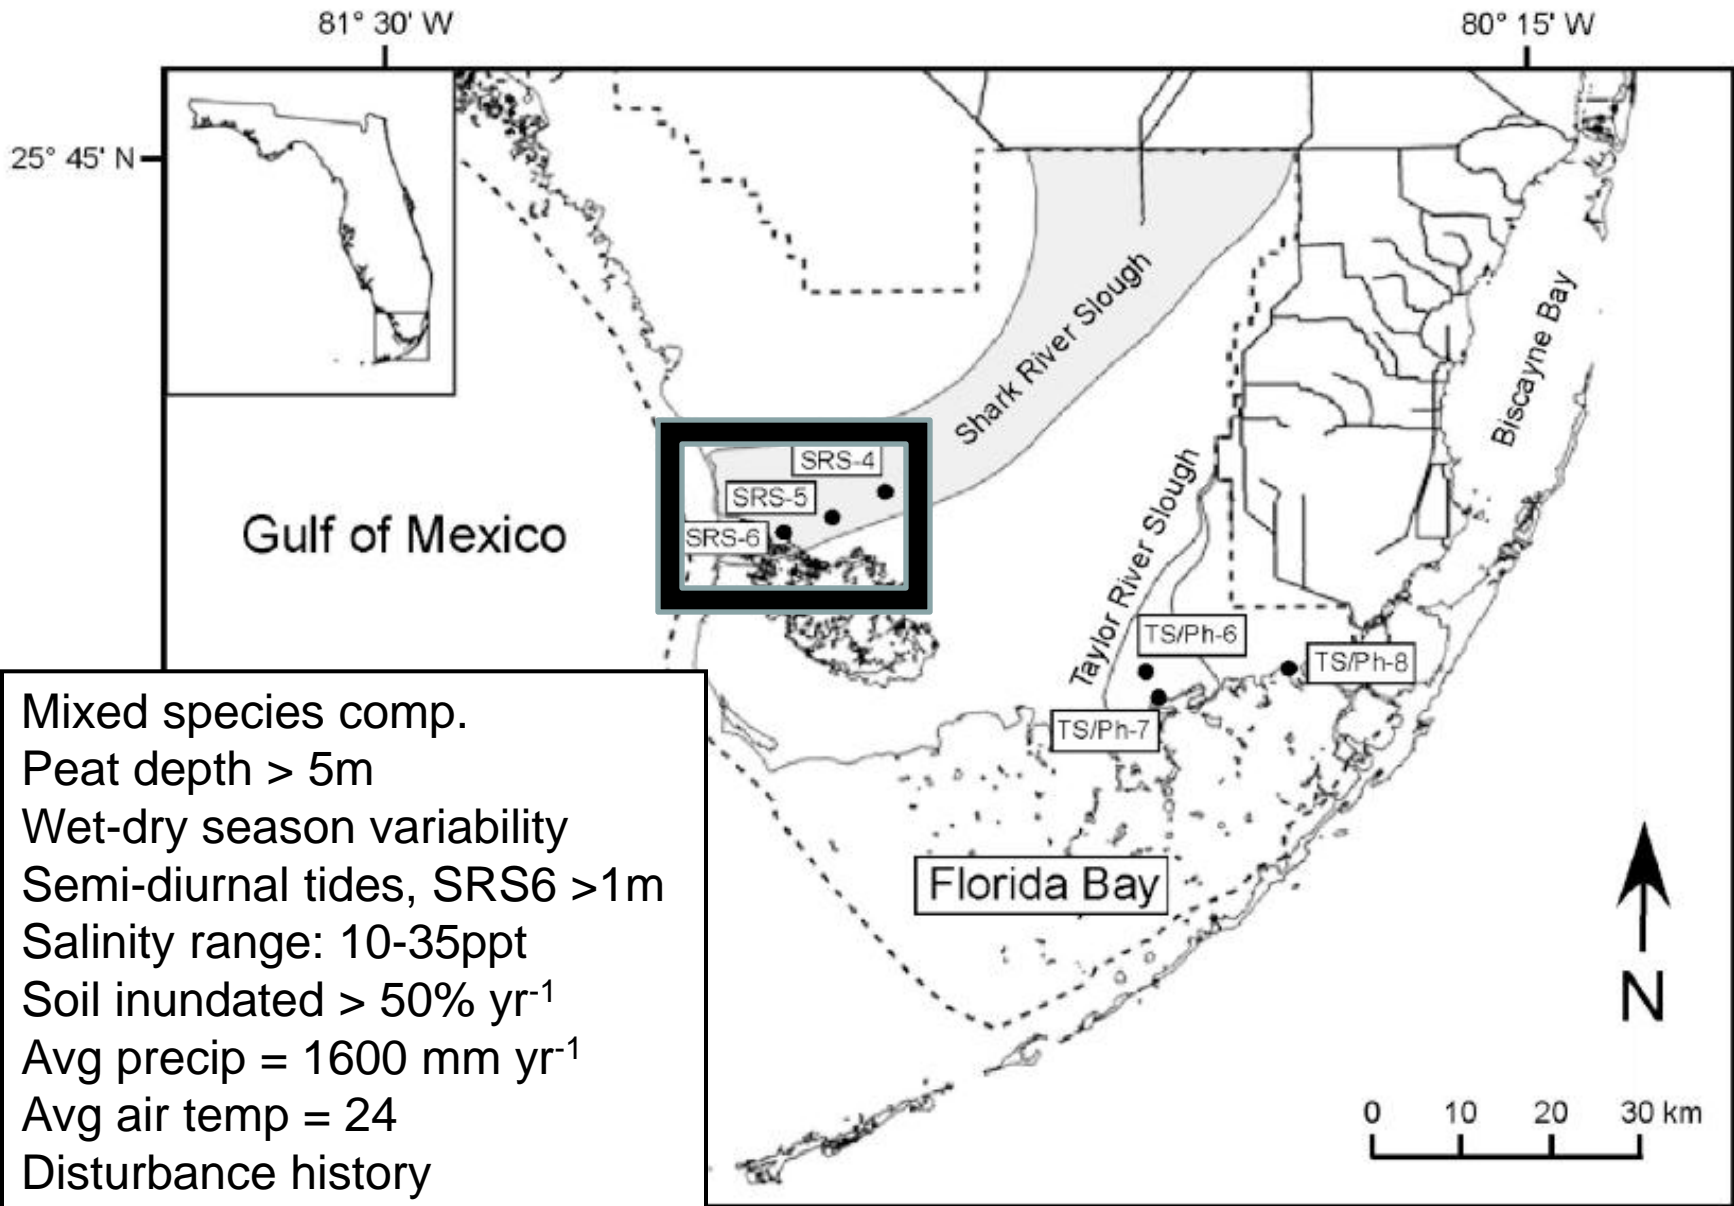 81° 30' W
80° 15' W
25° 45' N
Shark River Slough
Biscayne Bay
SRS-4
SRS-5
SRS-6
Gulf of Mexico
Taylor River Slough
TS/Ph-6
TS/Ph-8
TS/Ph-7
Mixed species comp.
Peat depth > 5m
Wet-dry season variability
Semi-diurnal tides, SRS6 >1m
Salinity range: 10-35ppt
Soil inundated > 50% yr⁻¹
Avg precip = 1600 mm yr⁻¹
Avg air temp = 24
Disturbance history
Florida Bay
N
0 10 20 30 km